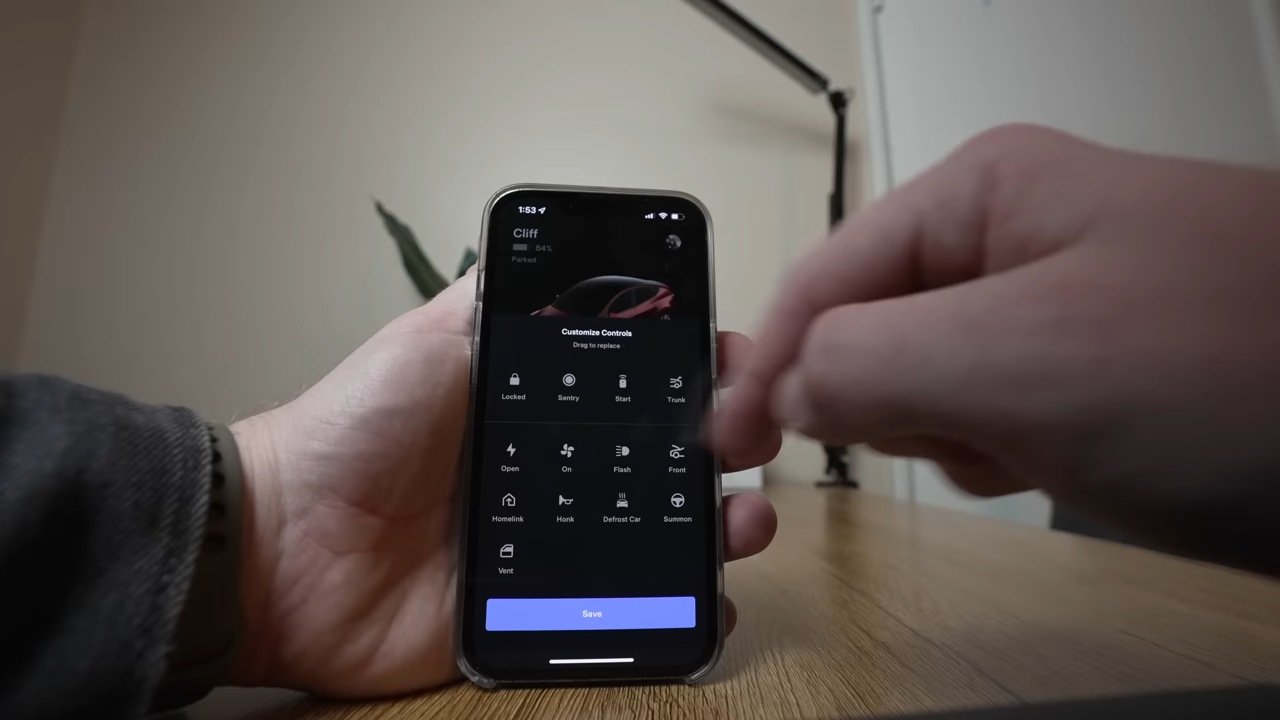 1:53
Cliff
84%
Parked
Customize Controls
Drag to replace
Locked Sentry Start Trunk
Open On Flash Front
Homelink Honk Defrost Car Summon
Vent
Save